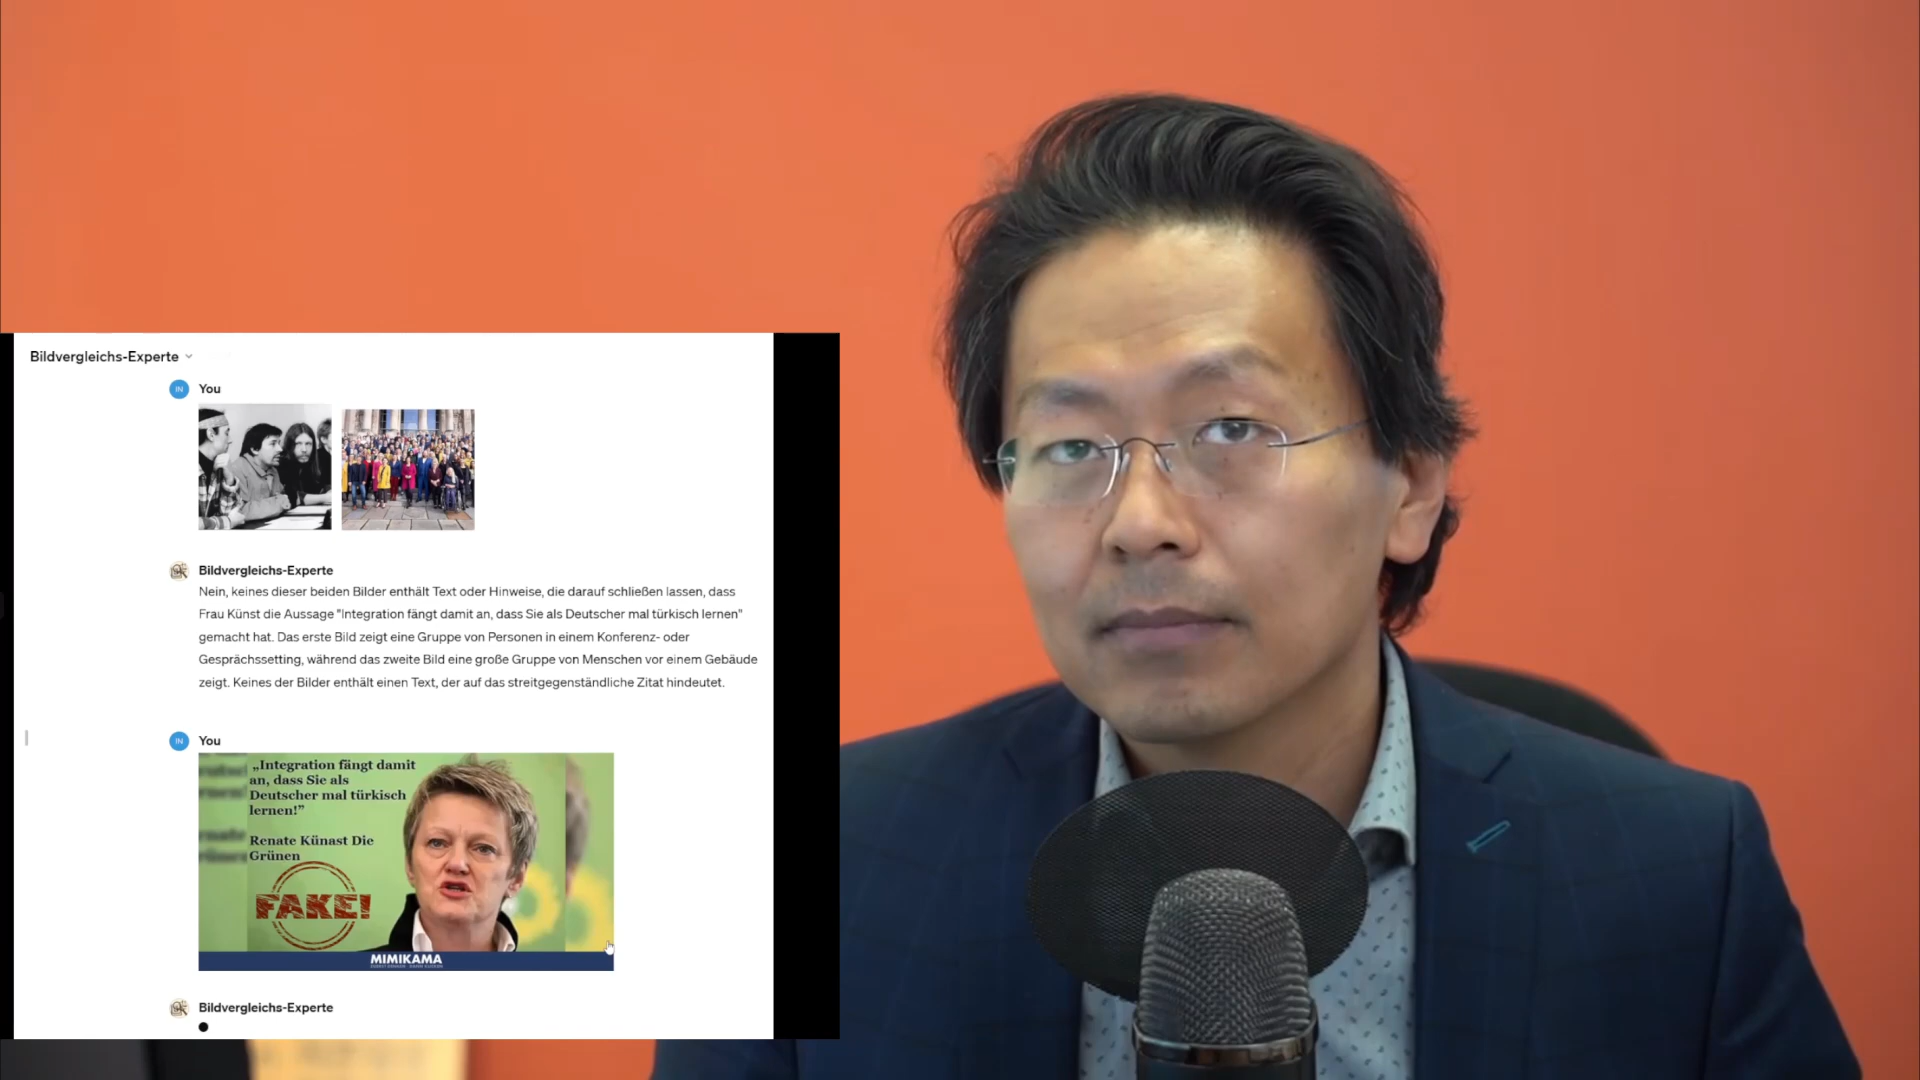 Bildvergleichs-Experte
IN
You
Bildvergleichs-Experte
Nein, keines dieser beiden Bilder enthält Text oder Hinweise, die darauf schließen lassen, dass
Frau Künst die Aussage "Integration fängt damit an, dass Sie als Deutscher mal türkisch lernen"
gemacht hat. Das erste Bild zeigt eine Gruppe von Personen in einem Konferenz- oder
Gesprächssetting, während das zweite Bild eine große Gruppe von Menschen vor einem Gebäude
zeigt. Keines der Bilder enthält einen Text, der auf das streitgegenständliche Zitat hindeutet.
IN
You
„Integration fängt damit
an, dass Sie als
Deutscher mal türkisch
lernen!”
Renate Künast Die
Grünen
FAKE!
MIMIKAMA
Bildvergleichs-Experte